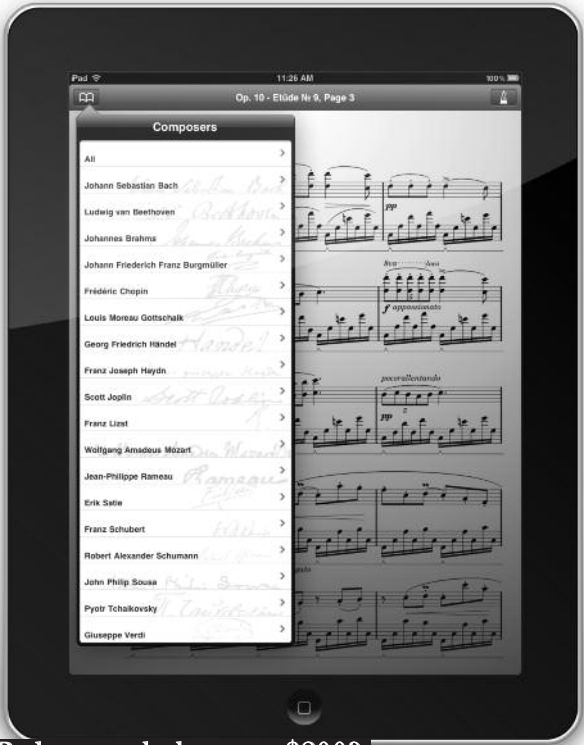 iPad
11:26 AM
100%
Op. 10 - Etüde № 9, Page 3
Composers
All
Johann Sebastian Bach
Ludwig van Beethoven
Johannes Brahms
Johann Friederich Franz Burgmüller
Frédéric Chopin
Louis Moreau Gottschalk
Georg Friedrich Händel
Franz Joseph Haydn
Scott Joplin
Franz Lizst
Wolfgang Amadeus Mozart
Jean-Philippe Rameau
Erik Satie
Franz Schubert
Robert Alexander Schumann
John Philip Sousa
Pyotr Tchaikovsky
Giuseppe Verdi
pp
8va
f appassionato
pocorallentando
pp